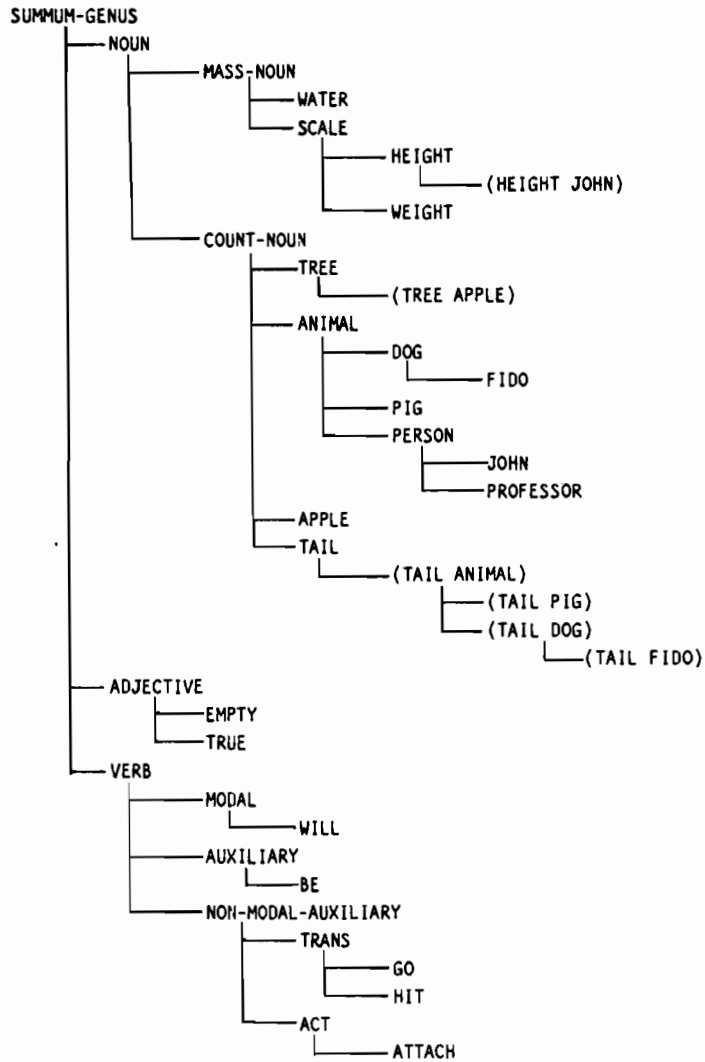 SUMMUM-GENUS
NOUN
MASS-NOUN
WATER
SCALE
HEIGHT
(HEIGHT JOHN)
WEIGHT
COUNT-NOUN
TREE
(TREE APPLE)
ANIMAL
DOG
FIDO
PIG
PERSON
JOHN
PROFESSOR
APPLE
TAIL
(TAIL ANIMAL)
(TAIL PIG)
(TAIL DOG)
(TAIL FIDO)
ADJECTIVE
EMPTY
TRUE
VERB
MODAL
WILL
AUXILIARY
BE
NON-MODAL-AUXILIARY
TRANS
GO
HIT
ACT
ATTACH